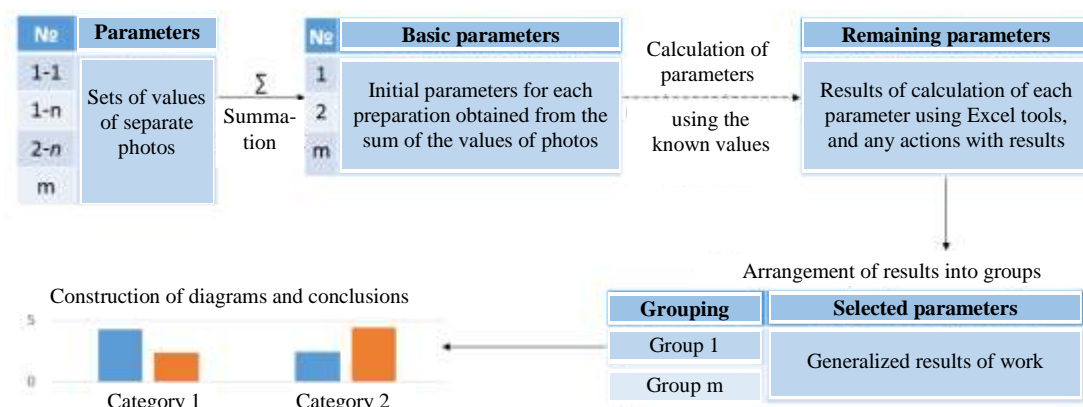 №
Parameters
1-1
1-n
2-n
m
Sets of values
of separate
photos
Σ
Summa-
tion
№
Basic parameters
1
2
m
Initial parameters for each
preparation obtained from the
sum of the values of photos
Calculation of
parameters
using the
known values
Remaining parameters
Results of calculation of each
parameter using Excel tools,
and any actions with results
Arrangement of results into groups
Grouping
Selected parameters
Group 1
Group m
Generalized results of work
Construction of diagrams and conclusions
5
0
Category 1
Category 2